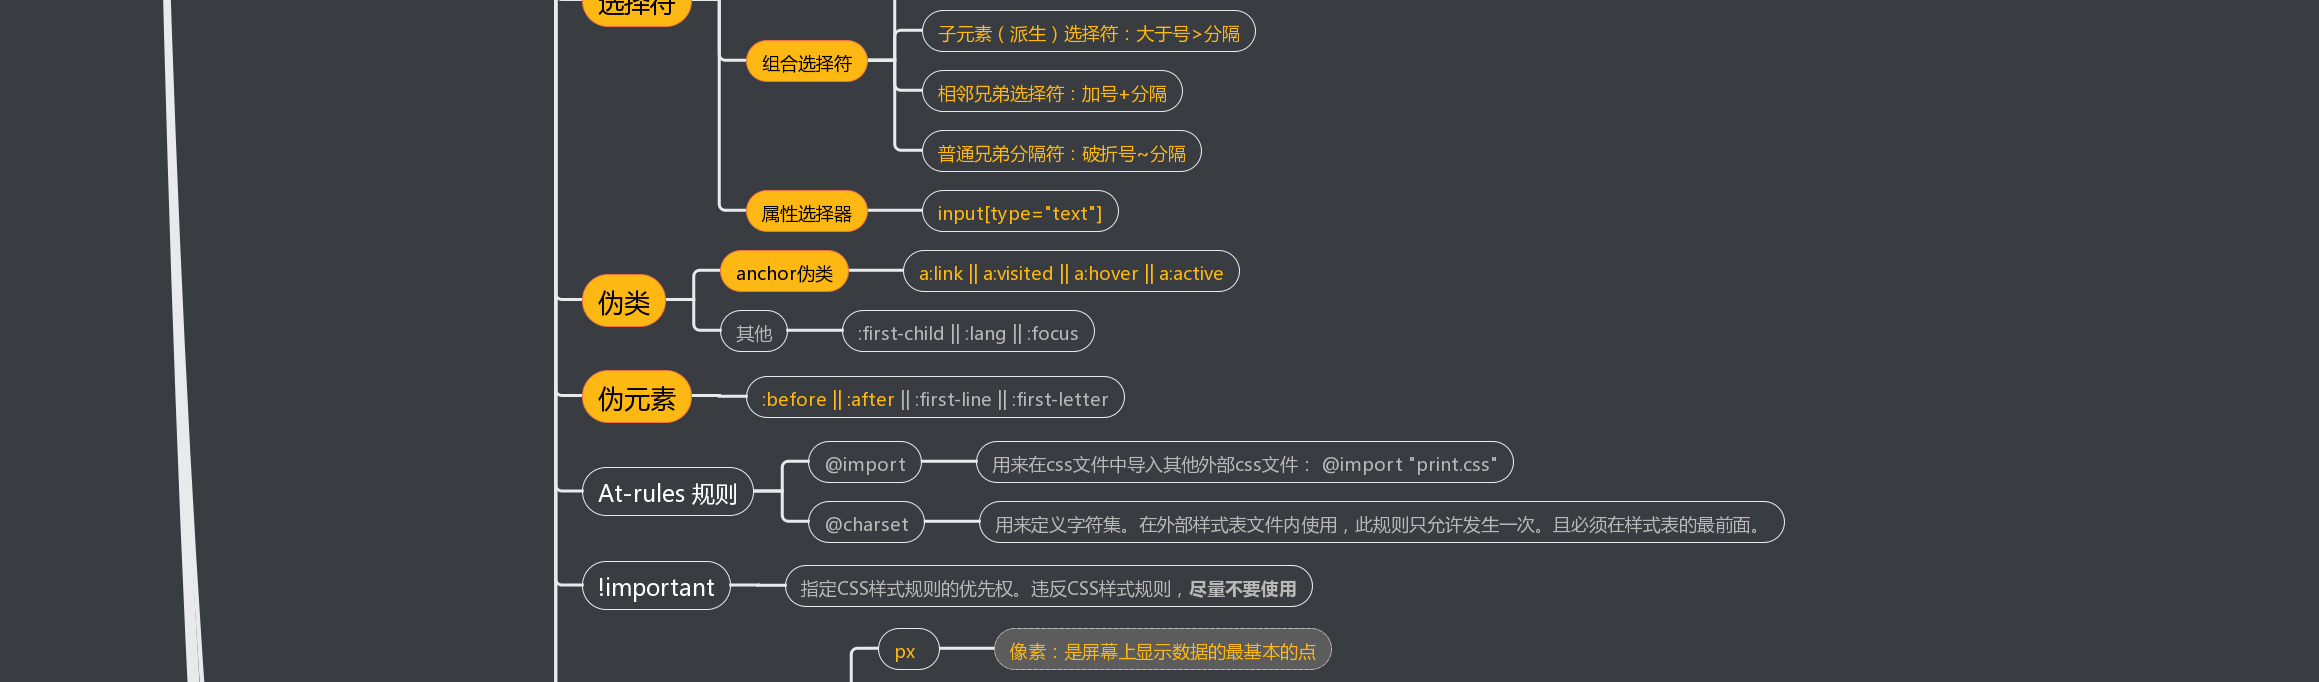 选择符
子元素（派生）选择符：大于号>分隔
组合选择符
相邻兄弟选择符：加号+分隔
普通兄弟分隔符：破折号~分隔
属性选择器
input[type="text"]
伪类
anchor伪类
a:link || a:visited || a:hover || a:active
其他
:first-child || :lang || :focus
伪元素
:before || :after || :first-line || :first-letter
At-rules 规则
@import
用来在css文件中导入其他外部css文件： @import "print.css"
@charset
用来定义字符集。在外部样式表文件内使用，此规则只允许发生一次。且必须在样式表的最前面。
!important
指定CSS样式规则的优先权。违反CSS样式规则，尽量不要使用
px
像素：是屏幕上显示数据的最基本的点